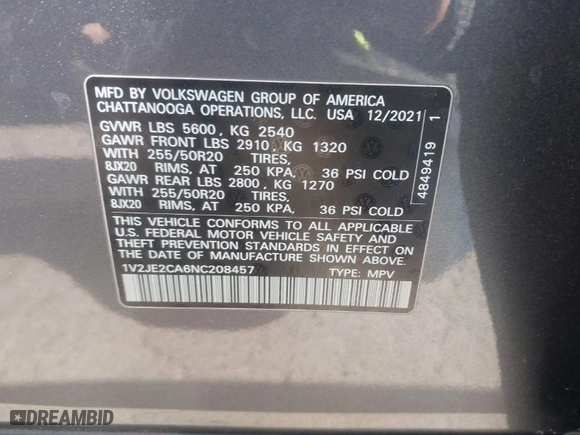 MFD BY VOLKSWAGEN GROUP OF AMERICA
CHATTANOOGA OPERATIONS, LLC. USA 12/2021
GVWR LBS 5600, KG 2540
GAWR FRONT LBS 2910, KG 1320
WITH 255/50R20 TIRES,
8JX20 RIMS, AT 250 KPA, 36 PSI COLD
GAWR REAR LBS 2800, KG 1270
WITH 255/50R20 TIRES,
8JX20 RIMS, AT 250 KPA, 36 PSI COLD
THIS VEHICLE CONFORMS TO ALL APPLICABLE
U.S. FEDERAL MOTOR VEHICLE SAFETY AND
THEFT PREVENTION STANDARDS IN EFFECT ON
THE DATE OF MANUFACTURE SHOWN ABOVE.
1V2JE2CA6NC208457 TYPE: MPV
4849419 1
DREAMBID